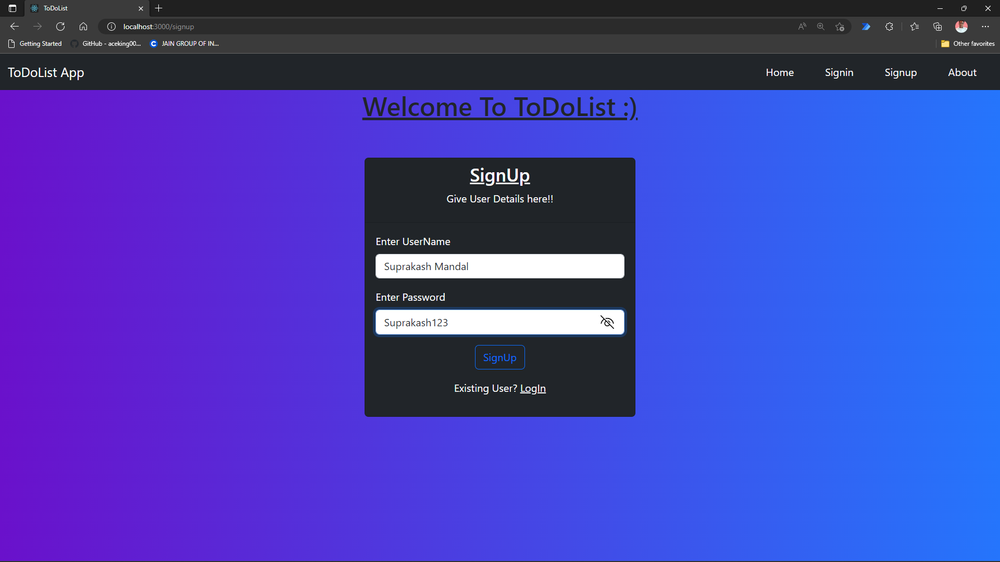 ToDoList
localhost:3000/signup
Getting Started GitHub - aceking00... JAIN GROUP OF IN... Other favorites
ToDoList App Home Signin Signup About
Welcome To ToDoList :)
SignUp
Give User Details here!!
Enter UserName
Suprakash Mandal
Enter Password
Suprakash123
SignUp
Existing User? LogIn